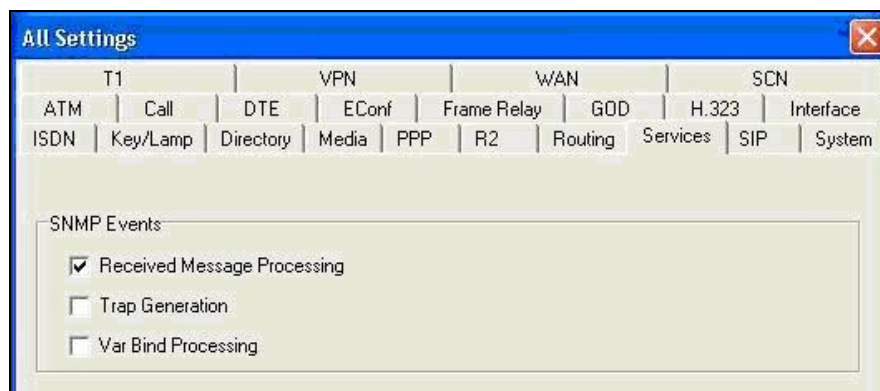 All Settings
T1 VPN WAN SCN
ATM Call DTE EConf Frame Relay GOD H.323 Interface
ISDN Key/Lamp Directory Media PPP R2 Routing Services SIP System
SNMP Events
Received Message Processing
Trap Generation
Var Bind Processing